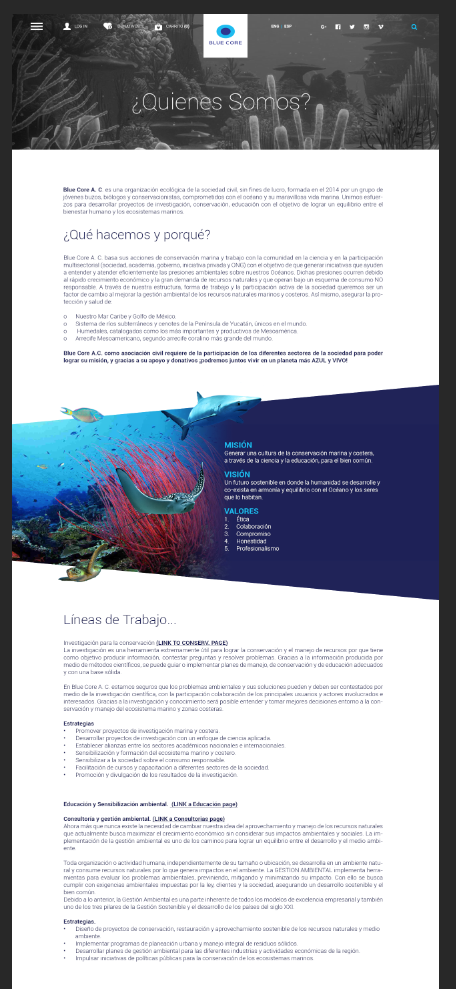 LOG IN
CARRITO (0)
BLUE CORE
ENG | ESP
¿Quienes Somos?
Blue Core A. C. es una organización ecológica de la sociedad civil, sin fines de lucro, formada en el 2014 por un grupo de
jóvenes buzos, biólogos y conservacionistas, comprometidos con el océano y su maravillosa vida marina. Unimos esfuer-
zos para desarrollar proyectos de investigación, conservación, educación con el objetivo de lograr un equilibrio entre el
bienestar humano y los ecosistemas marinos.
¿Qué hacemos y porqué?
Blue Core A. C. basa sus acciones de conservación marina y trabajo con la comunidad en la ciencia y en la participación
multisectorial (sociedad, academia, gobierno, iniciativa privada y ONG) con el objetivo de que generar iniciativas que ayuden
a entender y atender eficientemente las presiones ambientales sobre nuestros Océanos. Dichas presiones ocurren debido
al rápido crecimiento económico y la gran demanda de recursos naturales y que operan bajo un esquema de consumo NO
responsable. A través de nuestra estructura, forma de trabajo y la participación activa de la sociedad queremos ser un
factor de cambio al mejorar la gestión ambiental de los recursos naturales marinos y costeros. Así mismo, asegurar la pro-
tección y salud de:
o Nuestro Mar Caribe y Golfo de México.
o Sistema de ríos subterráneos y cenotes de la Península de Yucatán, únicos en el mundo.
o Humedales, catalogados como los más importantes y productivos de Mesoamérica.
o Arrecife Mesoamericano, segundo arrecife coralino más grande del mundo.
Blue Core A.C. como asociación civil requiere de la participación de los diferentes sectores de la sociedad para poder
lograr su misión, y gracias a su apoyo y donativos ¡podremos juntos vivir en un planeta más AZUL y VIVO!
MISIÓN
Generar una cultura de la conservación marina y costera,
a través de la ciencia y la educación, para el bien común.
VISIÓN
Un futuro sostenible en donde la humanidad se desarrolle y
co-exista en armonía y equilibrio con el Océano y los seres
que lo habitan.
VALORES
1. Ética
2. Colaboración
3. Compromiso
4. Honestidad
5. Profesionalismo
Líneas de Trabajo...
Investigación para la conservación (LINK TO CONSERV. PAGE)
La investigación es una herramienta extremamente útil para lograr la conservación y el manejo de recursos por que tiene
como objetivo producir información, contestar preguntas y resolver problemas. Gracias a la información producida por
medio de métodos científicos, se puede guiar o implementar planes de manejo, de conservación y de educación adecuados
y con una base sólida.
En Blue Core A.C. estamos seguros que los problemas ambientales y sus soluciones pueden y deben ser contestados por
medio de la investigación científica, con la participación colaboración de los principales usuarios y actores involucrados e
interesados. Gracias a la investigación y conocimiento será posible entender y tomar mejores decisiones entorno a la con-
servación y manejo del ecosistema marino y zonas costeras.
Estrategias
• Promover proyectos de investigación marina y costera.
• Desarrollar proyectos de investigación con un enfoque de ciencia aplicada.
• Establecer alianzas entre los sectores académicos nacionales e internacionales.
• Sensibilización y formación del ecosistema marino y costero.
• Sensibilizar a la sociedad sobre el consumo responsable.
• Facilitación de cursos y capacitación a diferentes sectores de la sociedad.
• Promoción y divulgación de los resultados de la investigación.
Educación y Sensibilización ambiental. (LINK a Educación page)
Consultoría y gestión ambiental. (LINK a Consultorías page)
Ahora más que nunca existe la necesidad de cambiar nuestra idea del aprovechamiento y manejo de los recursos naturales
que actualmente busca maximizar el crecimiento económico sin considerar sus impactos ambientales y sociales. La im-
plementación de la gestión ambiental es uno de los caminos para lograr un equilibrio entre el desarrollo y el medio ambi-
ente.
Toda organización o actividad humana, independientemente de su tamaño o ubicación, se desarrolla en un ambiente natu-
ral y consume recursos naturales por lo que genera impactos en el ambiente. La GESTIÓN AMBIENTAL implementa herra-
mientas para evaluar los problemas ambientales, previniendo, mitigando y minimizando su impacto. Con ello se busca
cumplir con exigencias ambientales impuestas por la ley, clientes y la sociedad, asegurando un desarrollo sostenible y el
bien común.
Debido a lo anterior, la Gestión Ambiental es una parte inherente de todos los modelos de excelencia empresarial y también
uno de los tres pilares de la Gestión Sostenible y el desarrollo de los países del siglo XXI.
Estrategias.
• Diseño de proyectos de conservación, restauración y aprovechamiento sostenible de los recursos naturales y medio
ambiente.
• Implementar programas de planeación urbana y manejo integral de residuos sólidos.
• Desarrollar planes de gestión ambiental para las diferentes industrias y actividades económicas de la región.
• Impulsar iniciativas de políticas públicas para la conservación de los ecosistemas marinos.